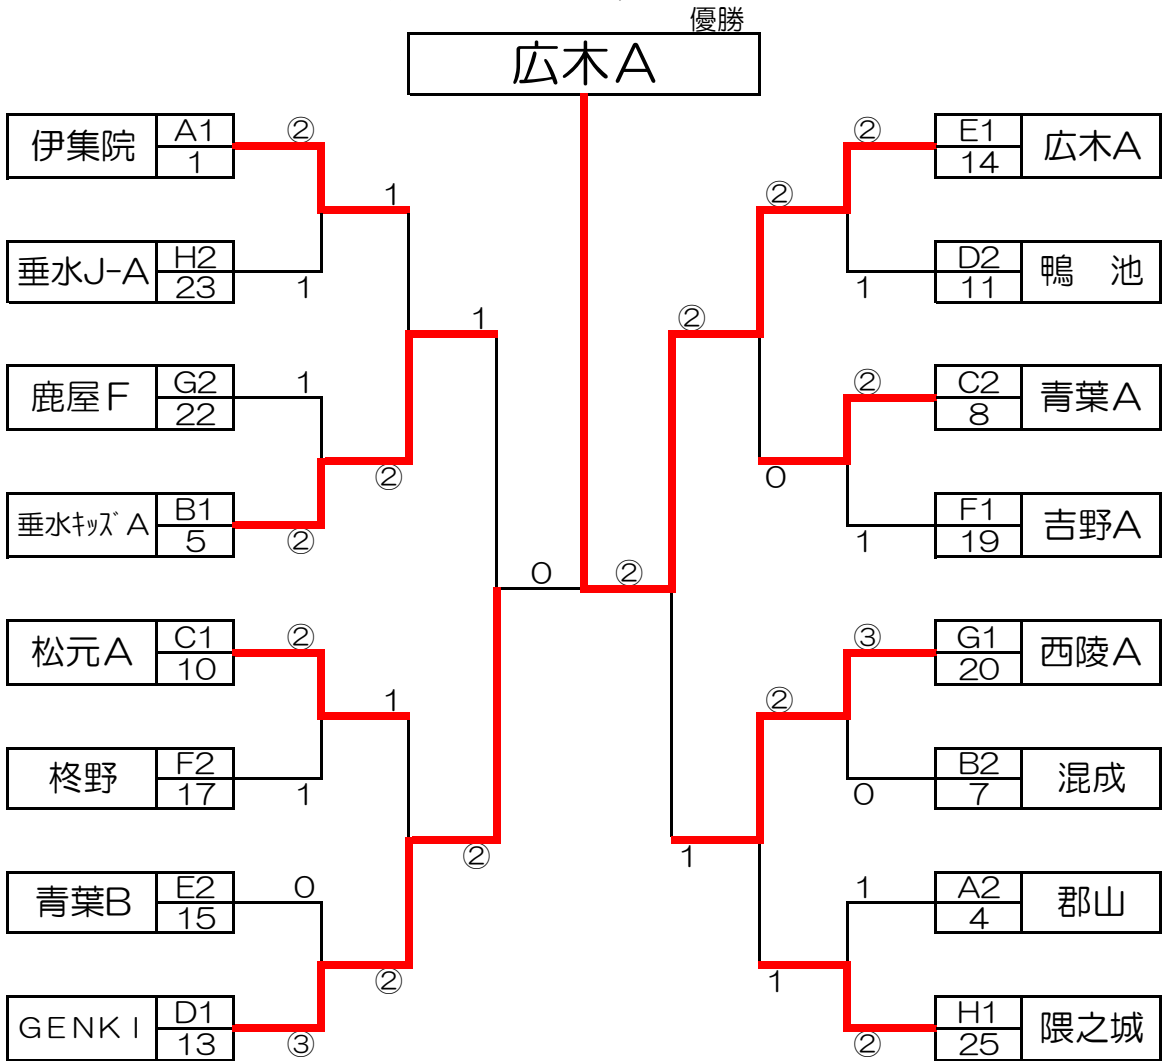 優勝
広木A
伊集院 A1 1
②
1
垂水J-A H2 23
1
1
鹿屋F G2 22
1
②
垂水ｷｯｽﾞA B1 5
②
松元A C1 10
②
1
柊野 F2 17
1
②
青葉B E2 15
0
②
GENKI D1 13
③
0
②
②
E1 14 広木A
②
D2 11 鴨　池
1
②
②
C2 8 青葉A
0
F1 19 吉野A
1
③
G1 20 西陵A
②
B2 7 混成
0
1
1
A2 4 郡山
1
H1 25 隈之城
②